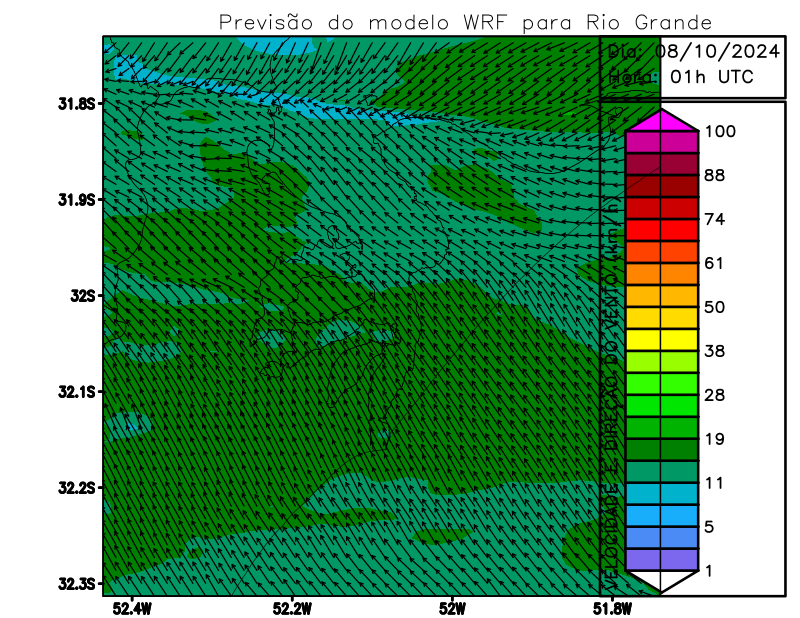 Previsão do modelo WRF para Rio Grande
Dia: 08/10/2024
Hora: 01h UTC
31.8S
31.9S
32S
32.1S
32.2S
32.3S
52.4W
52.2W
52W
51.8W
VELOCIDADE E DIREÇÃO DO VENTO (km/h)
100
88
74
61
50
38
28
19
11
5
1